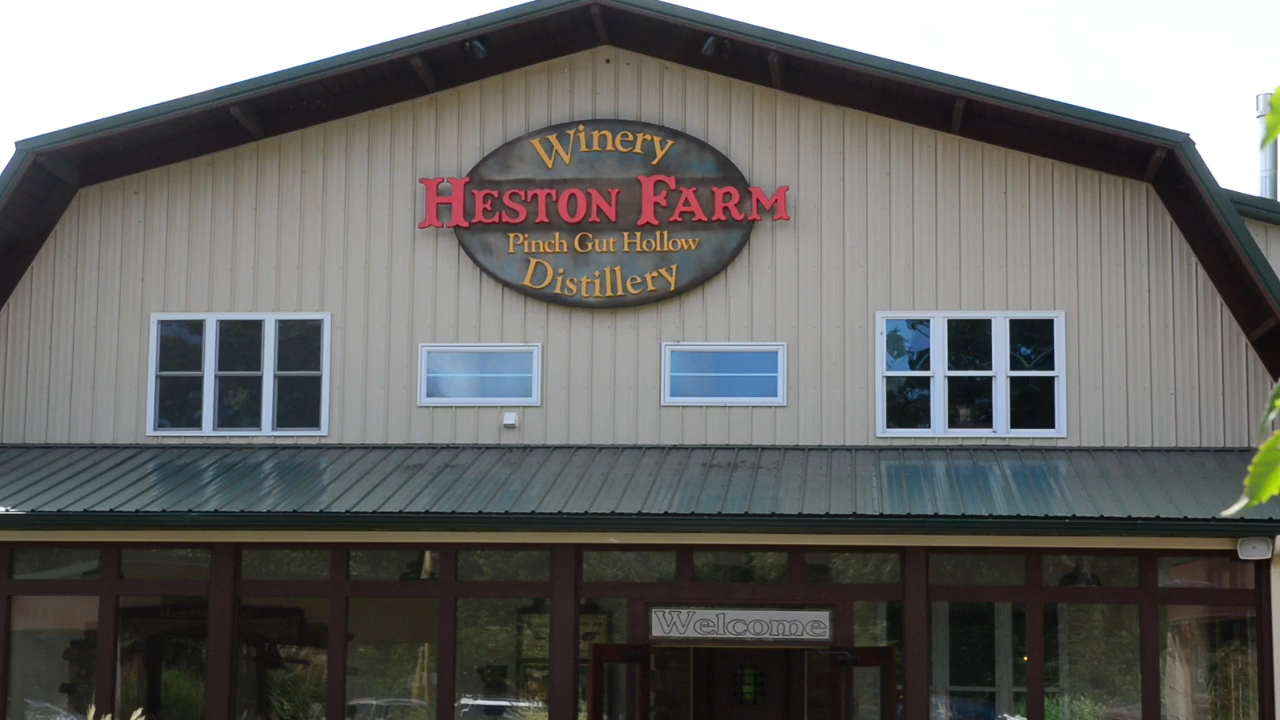 Winery
HESTON FARM
Pinch Gut Hollow
Distillery
Welcome